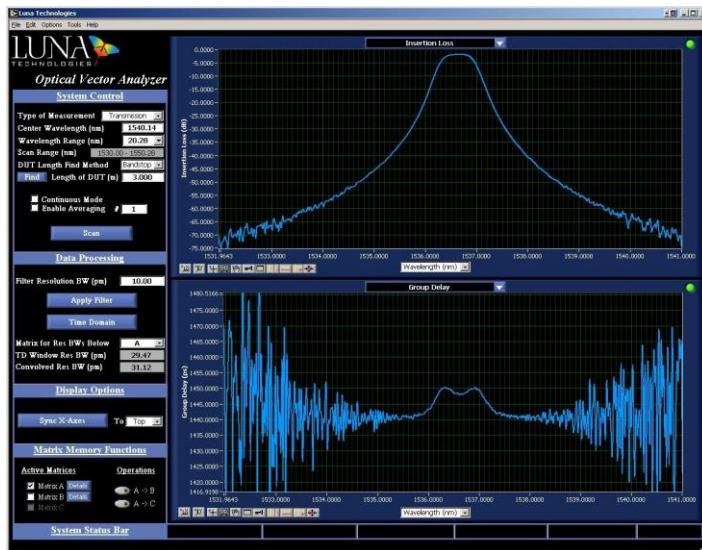 Luna Technologies
File Edit Options Tools Help
LUNA
TECHNOLOGIES
Optical Vector Analyzer
System Control
Type of Measurement Transmission
Center Wavelength (nm) 1540.14
Wavelength Range (nm) 20.28
Scan Range (nm) 1530.00 - 1550.28
DUT Length Find Method Bandstop
Find Length of DUT (m) 3.000
Continuous Mode
Enable Averaging # 1
Scan
Data Processing
Filter Resolution BW (pm) 10.00
Apply Filter
Time Domain
Matrix for Res BWs Below A
TD Window Res BW (pm) 29.47
Convolved Res BW (pm) 31.12
Display Options
Sync X-Axes To Top
Matrix Memory Functions
Active Matrices Operations
Matrix A Details A -> B
Matrix B Details A -> C
Matrix C
System Status Bar
Insertion Loss
Insertion Loss (dB)
0.0000
-5.0000
-10.0000
-15.0000
-20.0000
-25.0000
-30.0000
-35.0000
-40.0000
-45.0000
-50.0000
-55.0000
-60.0000
-65.0000
-70.0000
-75.0000
1531.9643 1533.0000 1534.0000 1535.0000 1536.0000 1537.0000 1538.0000 1539.0000 1540.0000 1541.0000
Wavelength (nm)
Group Delay
Group Delay (ps)
1480.5166
1475.0000
1470.0000
1465.0000
1460.0000
1455.0000
1450.0000
1445.0000
1440.0000
1435.0000
1430.0000
1425.0000
1420.0000
1531.9643 1533.0000 1534.0000 1535.0000 1536.0000 1537.0000 1538.0000 1539.0000 1540.0000 1541.0000
Wavelength (nm)